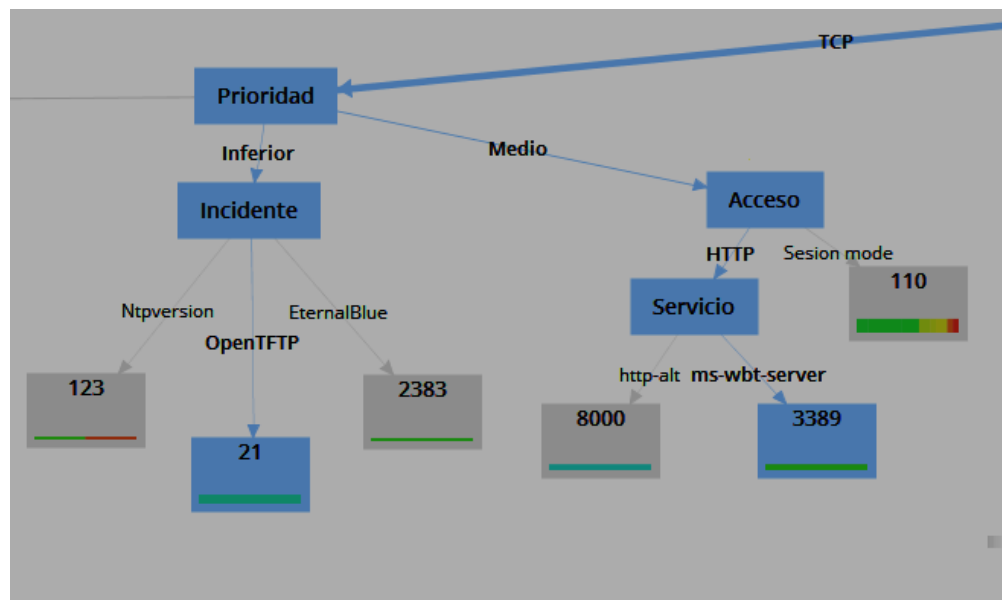 TCP
Prioridad
Inferior
Medio
Incidente
Acceso
HTTP
Sesion mode
110
Servicio
Ntpversion
EternalBlue
OpenTFTP
http-alt
ms-wbt-server
123
2383
8000
3389
21